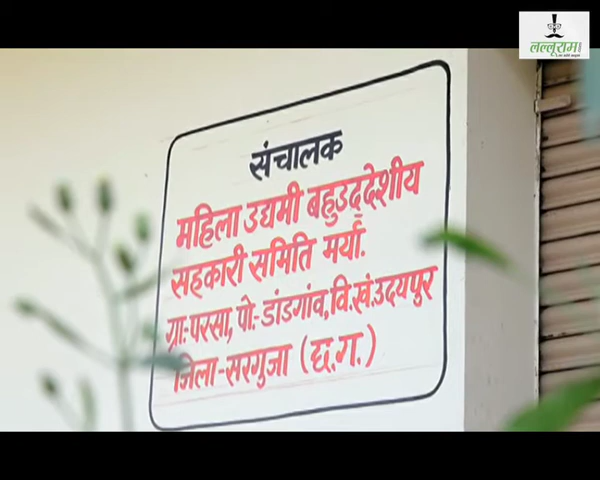 लल्लूराम
संचालक
महिला उद्यमी बहुउद्देशीय
सहकारी समिति मर्या.
ग्रा:-परसा, पो:-डांडगांव, वि.खं.उदयपुर
जिला-सरगुजा (छ.ग.)